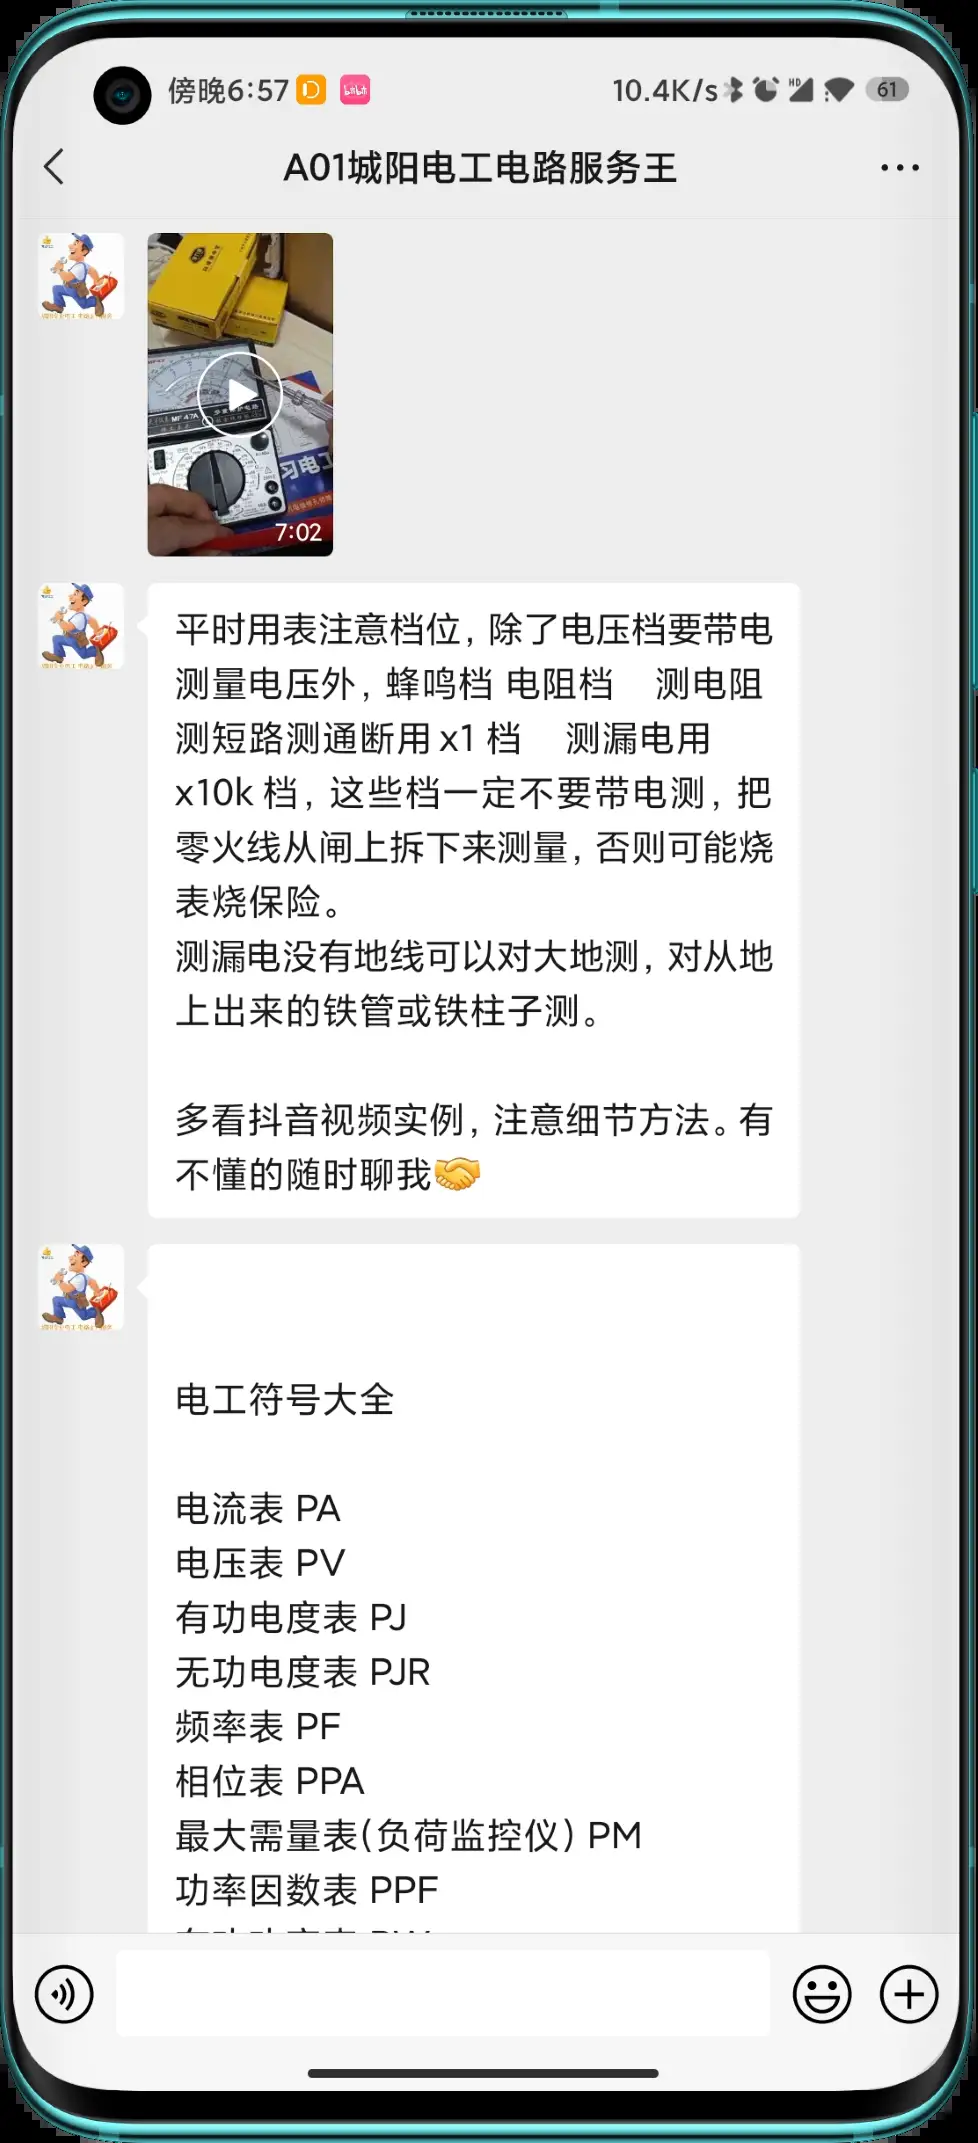 傍晚6:57
10.4K/s
HD
61
A01城阳电工电路服务王
MF47A
习电工
7:02
平时用表注意档位，除了电压档要带电
测量电压外，蜂鸣档 电阻档 测电阻
测短路测通断用 x1 档 测漏电用
x10k 档，这些档一定不要带电测，把
零火线从闸上拆下来测量，否则可能烧
表烧保险。
测漏电没有地线可以对大地测，对从地
上出来的铁管或铁柱子测。
多看抖音视频实例，注意细节方法。有
不懂的随时聊我🤝
电工符号大全
电流表 PA
电压表 PV
有功电度表 PJ
无功电度表 PJR
频率表 PF
相位表 PPA
最大需量表(负荷监控仪) PM
功率因数表 PPF